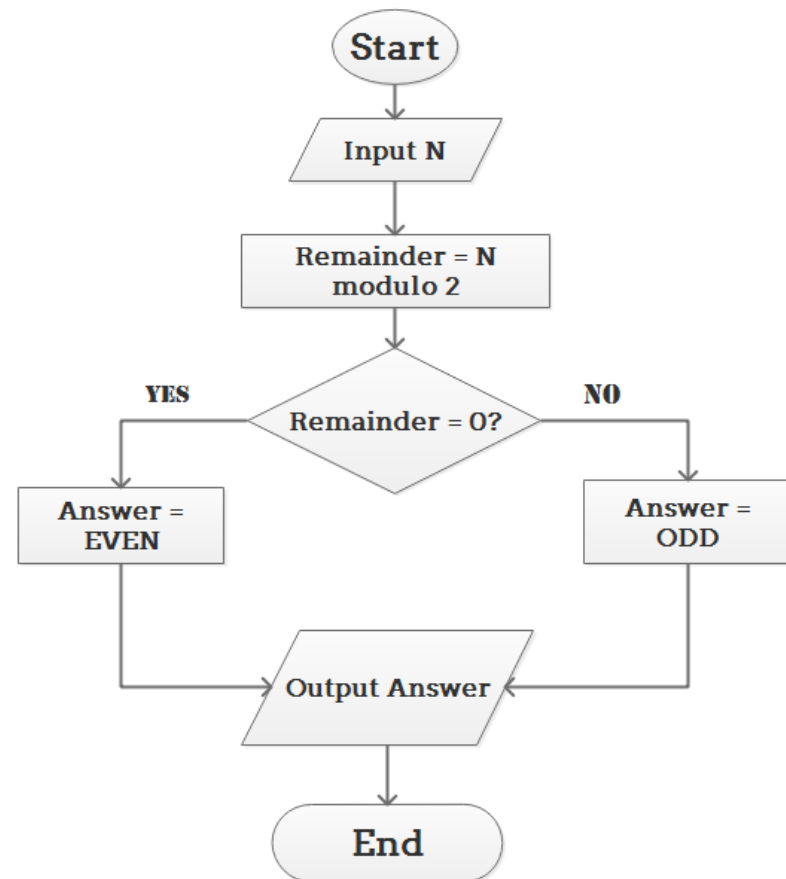 Start
Input N
Remainder = N
modulo 2
YES
NO
Remainder = 0?
Answer =
EVEN
Answer =
ODD
Output Answer
End